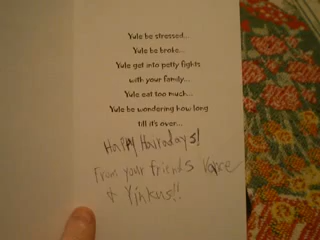 Yule be stressed...
Yule be broke...
Yule get into petty fights
with your family...
Yule eat too much...
Yule be wondering how long
till it's over...
Happy Hairadays!
From your friends Vance
& Yinkus!!